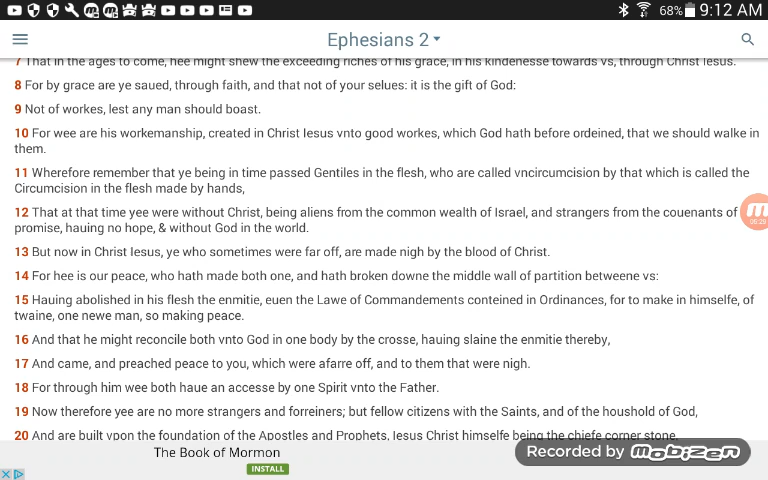 68% 9:12 AM
Ephesians 2
7 That in the ages to come, hee might shew the exceeding riches of his grace, in his kindenesse towards vs, through Christ Iesus.
8 For by grace are ye saued, through faith, and that not of your selues: it is the gift of God:
9 Not of workes, lest any man should boast.
10 For wee are his workemanship, created in Christ Iesus vnto good workes, which God hath before ordeined, that we should walke in
them.
11 Wherefore remember that ye being in time passed Gentiles in the flesh, who are called vncircumcision by that which is called the
Circumcision in the flesh made by hands,
12 That at that time yee were without Christ, being aliens from the common wealth of Israel, and strangers from the couenants of
promise, hauing no hope, & without God in the world.
13 But now in Christ Iesus, ye who sometimes were far off, are made nigh by the blood of Christ.
14 For hee is our peace, who hath made both one, and hath broken downe the middle wall of partition betweene vs:
15 Hauing abolished in his flesh the enmitie, euen the Lawe of Commandements conteined in Ordinances, for to make in himselfe, of
twaine, one newe man, so making peace.
16 And that he might reconcile both vnto God in one body by the crosse, hauing slaine the enmitie thereby,
17 And came, and preached peace to you, which were afarre off, and to them that were nigh.
18 For through him wee both haue an accesse by one Spirit vnto the Father.
19 Now therefore yee are no more strangers and forreiners; but fellow citizens with the Saints, and of the houshold of God,
20 And are built vpon the foundation of the Apostles and Prophets, Iesus Christ himselfe being the chiefe corner stone,
The Book of Mormon
INSTALL
Recorded by mobizen